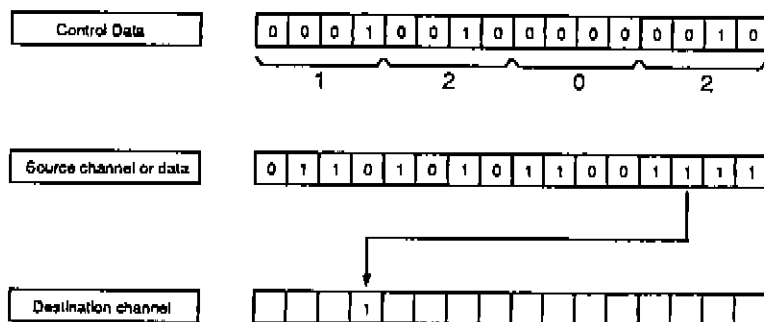 Control Data 0 0 0 1 0 0 1 0 0 0 0 0 0 0 1 0
1 2 0 2
Source channel or data 0 1 1 0 1 0 1 0 1 1 0 0 1 1 1 1
Destination channel 1